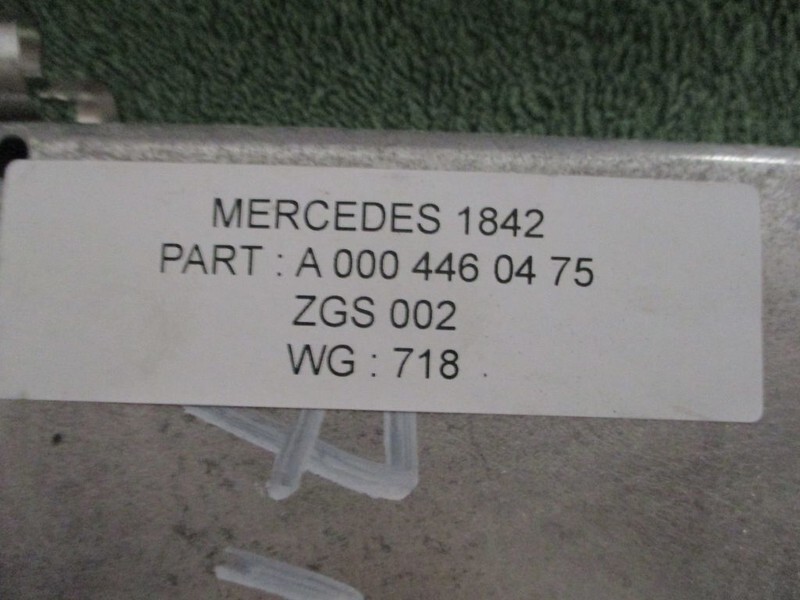 MERCEDES 1842
PART : A 000 446 04 75
ZGS 002
WG : 718